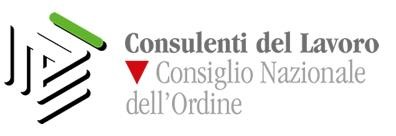 Consulenti del Lavoro
Consiglio Nazionale
dell'Ordine